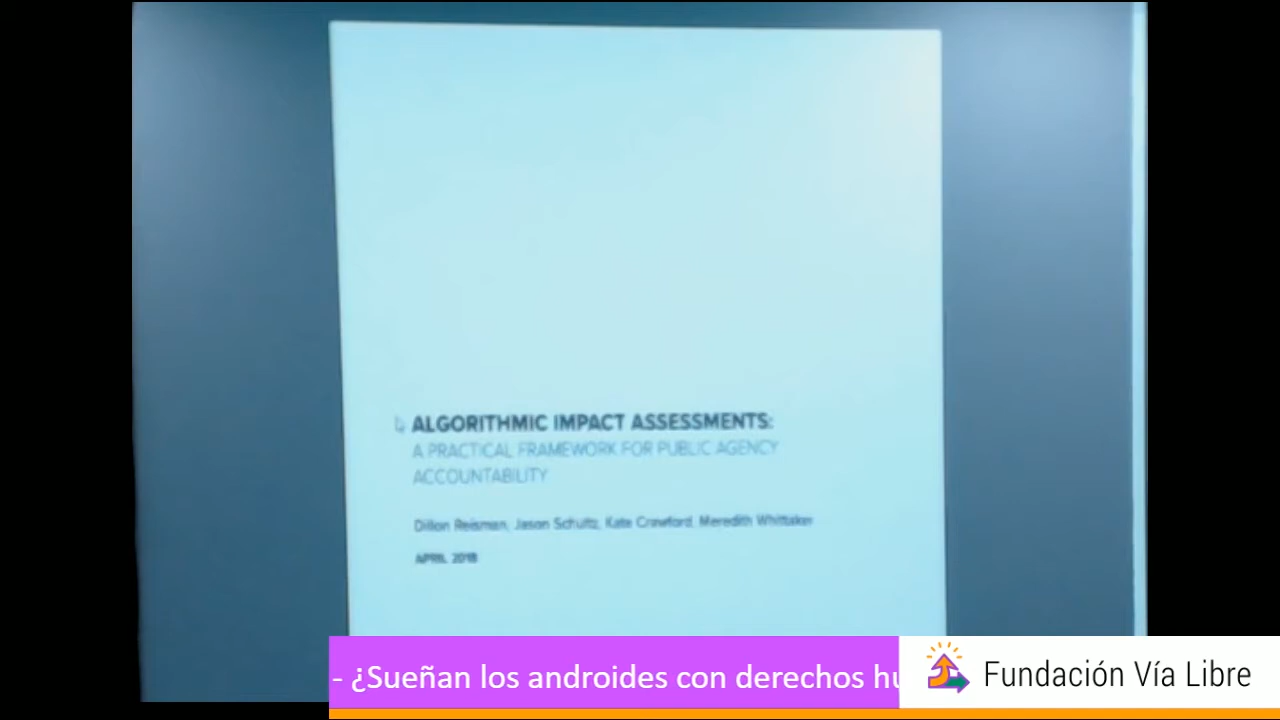 ALGORITHMIC IMPACT ASSESSMENTS:
A PRACTICAL FRAMEWORK FOR PUBLIC AGENCY
ACCOUNTABILITY
Dillon Reisman, Jason Schultz, Kate Crawford, Meredith Whittaker
APRIL 2018
- ¿Sueñan los androides con derechos hu
Fundación Vía Libre